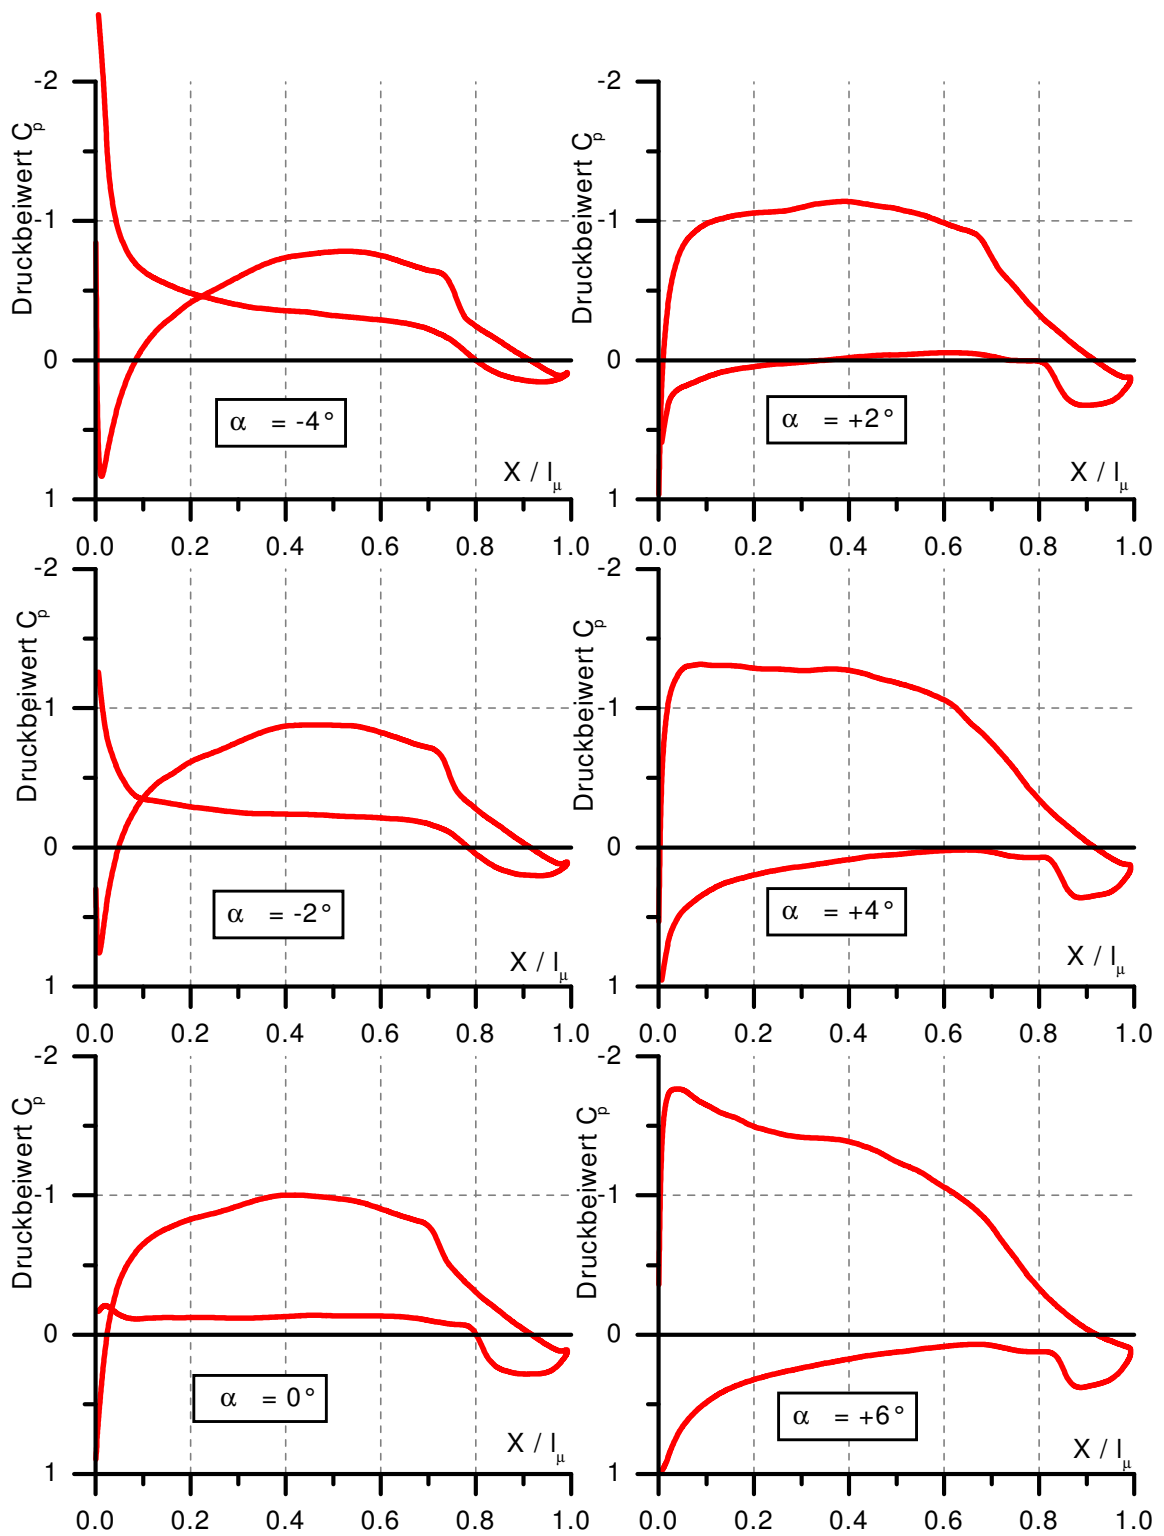 Druckbeiwert Cp
-2
-1
0
1
α = -4°
X / lμ
0.0 0.2 0.4 0.6 0.8 1.0
Druckbeiwert Cp
-2
-1
0
1
α = +2°
X / lμ
0.0 0.2 0.4 0.6 0.8 1.0
Druckbeiwert Cp
-2
-1
0
1
α = -2°
X / lμ
0.0 0.2 0.4 0.6 0.8 1.0
Druckbeiwert Cp
-1
0
1
α = +4°
X / lμ
0.0 0.2 0.4 0.6 0.8 1.0
Druckbeiwert Cp
-2
-1
0
1
α = 0°
X / lμ
0.0 0.2 0.4 0.6 0.8 1.0
Druckbeiwert Cp
-2
-1
0
1
α = +6°
X / lμ
0.0 0.2 0.4 0.6 0.8 1.0